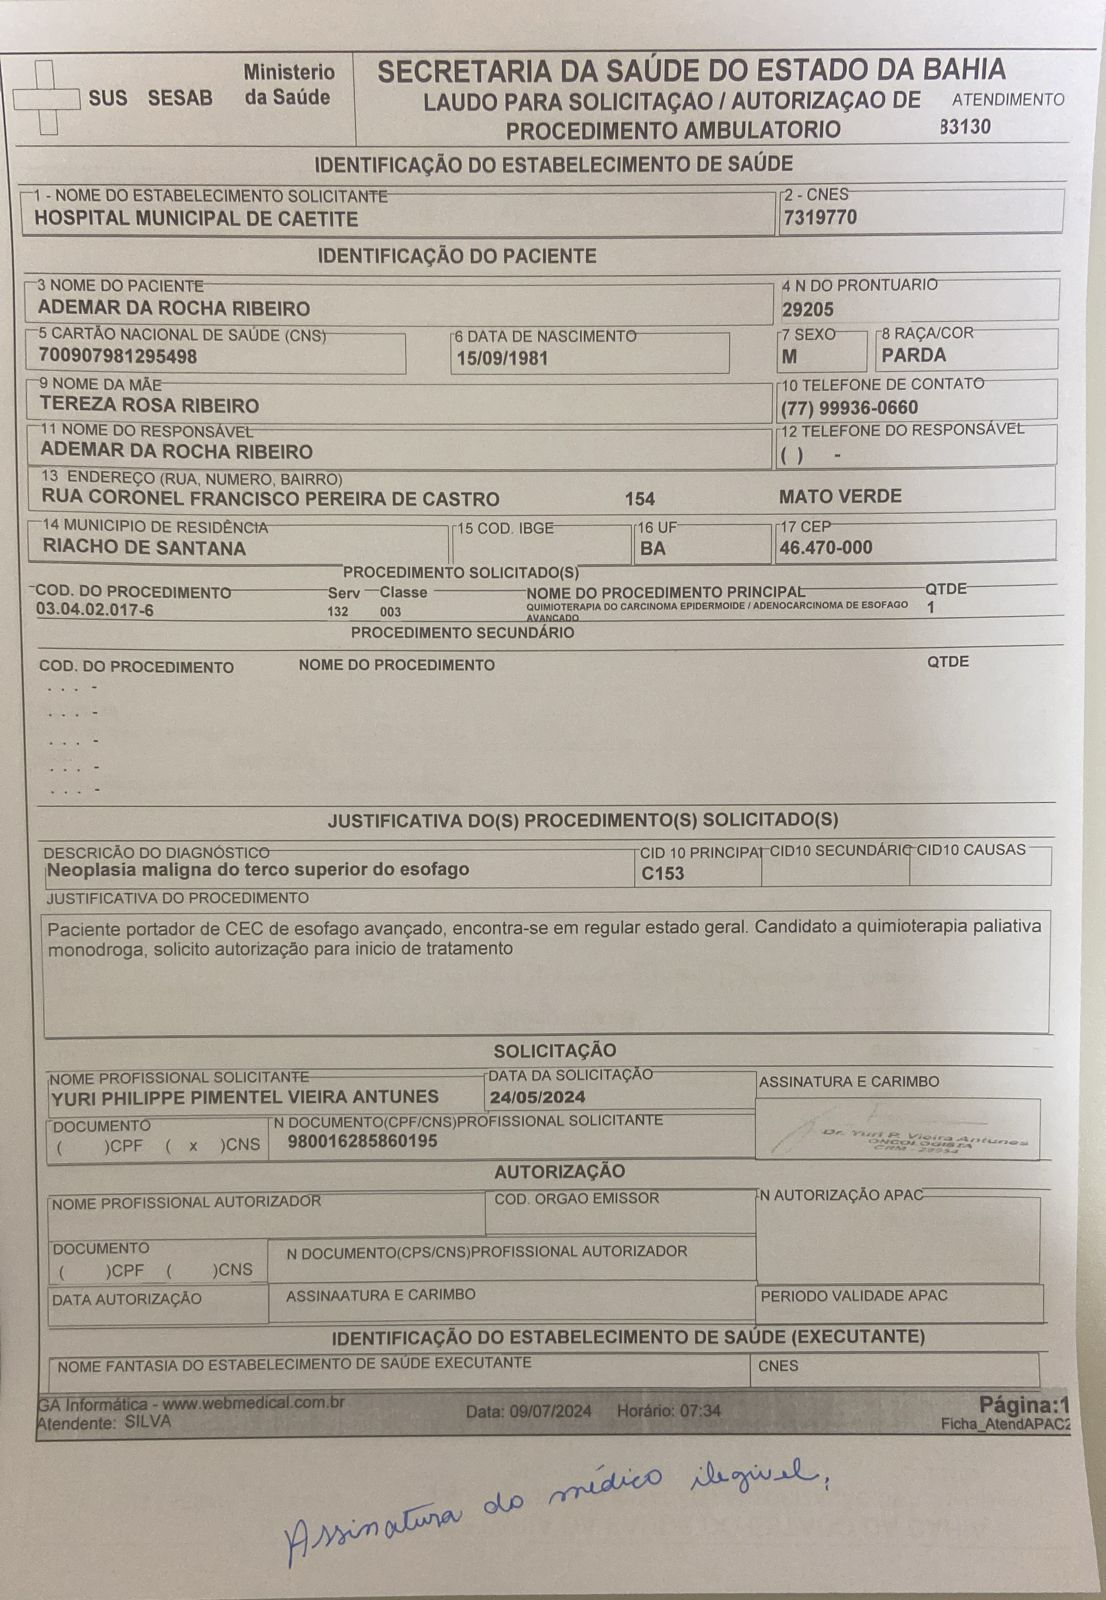 SUS SESAB
Ministerio
da Saúde
SECRETARIA DA SAÚDE DO ESTADO DA BAHIA
LAUDO PARA SOLICITAÇAO / AUTORIZAÇAO DE
PROCEDIMENTO AMBULATORIO
ATENDIMENTO
83130
IDENTIFICAÇÃO DO ESTABELECIMENTO DE SAÚDE
1 - NOME DO ESTABELECIMENTO SOLICITANTE
HOSPITAL MUNICIPAL DE CAETITE
2 - CNES
7319770
IDENTIFICAÇÃO DO PACIENTE
3 NOME DO PACIENTE
ADEMAR DA ROCHA RIBEIRO
4 N DO PRONTUARIO
29205
5 CARTÃO NACIONAL DE SAÚDE (CNS)
700907981295498
6 DATA DE NASCIMENTO
15/09/1981
7 SEXO
M
8 RAÇA/COR
PARDA
9 NOME DA MÃE
TEREZA ROSA RIBEIRO
10 TELEFONE DE CONTATO
(77) 99936-0660
11 NOME DO RESPONSÁVEL
ADEMAR DA ROCHA RIBEIRO
12 TELEFONE DO RESPONSÁVEL
( ) -
13 ENDEREÇO (RUA, NUMERO, BAIRRO)
RUA CORONEL FRANCISCO PEREIRA DE CASTRO 154 MATO VERDE
14 MUNICIPIO DE RESIDÊNCIA
RIACHO DE SANTANA
15 COD. IBGE
16 UF
BA
17 CEP
46.470-000
PROCEDIMENTO SOLICITADO(S)
COD. DO PROCEDIMENTO Serv Classe NOME DO PROCEDIMENTO PRINCIPAL QTDE
03.04.02.017-6 132 003 QUIMIOTERAPIA DO CARCINOMA EPIDERMOIDE / ADENOCARCINOMA DE ESOFAGO 1
AVANCADO
PROCEDIMENTO SECUNDÁRIO
COD. DO PROCEDIMENTO NOME DO PROCEDIMENTO QTDE
. . . -
. . . -
. . . -
. . . -
. . . -
JUSTIFICATIVA DO(S) PROCEDIMENTO(S) SOLICITADO(S)
DESCRICÃO DO DIAGNÓSTICO
Neoplasia maligna do terco superior do esofago
CID 10 PRINCIPAL
C153
CID10 SECUNDÁRIO
CID10 CAUSAS
JUSTIFICATIVA DO PROCEDIMENTO
Paciente portador de CEC de esofago avançado, encontra-se em regular estado geral. Candidato a quimioterapia paliativa
monodroga, solicito autorização para inicio de tratamento
SOLICITAÇÃO
NOME PROFISSIONAL SOLICITANTE
YURI PHILIPPE PIMENTEL VIEIRA ANTUNES
DATA DA SOLICITAÇÃO
24/05/2024
ASSINATURA E CARIMBO
DOCUMENTO
( )CPF ( x )CNS
N DOCUMENTO(CPF/CNS)PROFISSIONAL SOLICITANTE
980016285860195
Dr. Yuri P. Vieira Antunes
ONCOLOGISTA
CRM -
AUTORIZAÇÃO
NOME PROFISSIONAL AUTORIZADOR
COD. ORGAO EMISSOR
N AUTORIZAÇÃO APAC
DOCUMENTO
( )CPF ( )CNS
N DOCUMENTO(CPS/CNS)PROFISSIONAL AUTORIZADOR
DATA AUTORIZAÇÃO
ASSINAATURA E CARIMBO
PERIODO VALIDADE APAC
IDENTIFICAÇÃO DO ESTABELECIMENTO DE SAÚDE (EXECUTANTE)
NOME FANTASIA DO ESTABELECIMENTO DE SAÚDE EXECUTANTE
CNES
GA Informática - www.webmedical.com.br
Atendente: SILVA
Data: 09/07/2024 Horário: 07:34
Página:1
Ficha_AtendAPAC2
Assinatura do médico ilegivel,